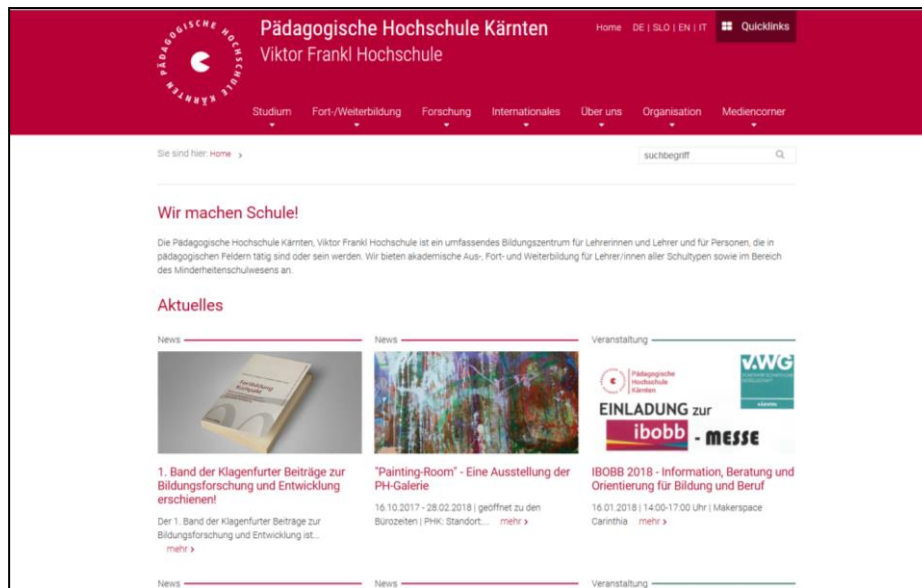 PÄDAGOGISCHE HOCHSCHULE KÄRNTEN
Pädagogische Hochschule Kärnten
Viktor Frankl Hochschule
Home DE | SLO | EN | IT Quicklinks
Studium Fort-/Weiterbildung Forschung Internationales Über uns Organisation Mediencorner
Sie sind hier: Home
suchbegriff
Wir machen Schule!
Die Pädagogische Hochschule Kärnten, Viktor Frankl Hochschule ist ein umfassendes Bildungszentrum für Lehrerinnen und Lehrer und für Personen, die in
pädagogischen Feldern tätig sind oder sein werden. Wir bieten akademische Aus-, Fort- und Weiterbildung für Lehrer/innen aller Schultypen sowie im Bereich
des Minderheitenschulwesens an.
Aktuelles
News
Fortbildung
Kompakt
1. Band der Klagenfurter Beiträge zur
Bildungsforschung und Entwicklung
erschienen!
Der 1. Band der Klagenfurter Beiträge zur
Bildungsforschung und Entwicklung ist...
mehr
News
"Painting-Room" - Eine Ausstellung der
PH-Galerie
16.10.2017 - 28.02.2018 | geöffnet zu den
Bürozeiten | PHK: Standort:... mehr
Veranstaltung
Pädagogische
Hochschule
Kärnten
VWG
KÄRNTEN
EINLADUNG zur
ibobb - MESSE
IBOBB 2018 - Information, Beratung und
Orientierung für Bildung und Beruf
16.01.2018 | 14:00-17:00 Uhr | Makerspace
Carinthia mehr
News
News
Veranstaltung